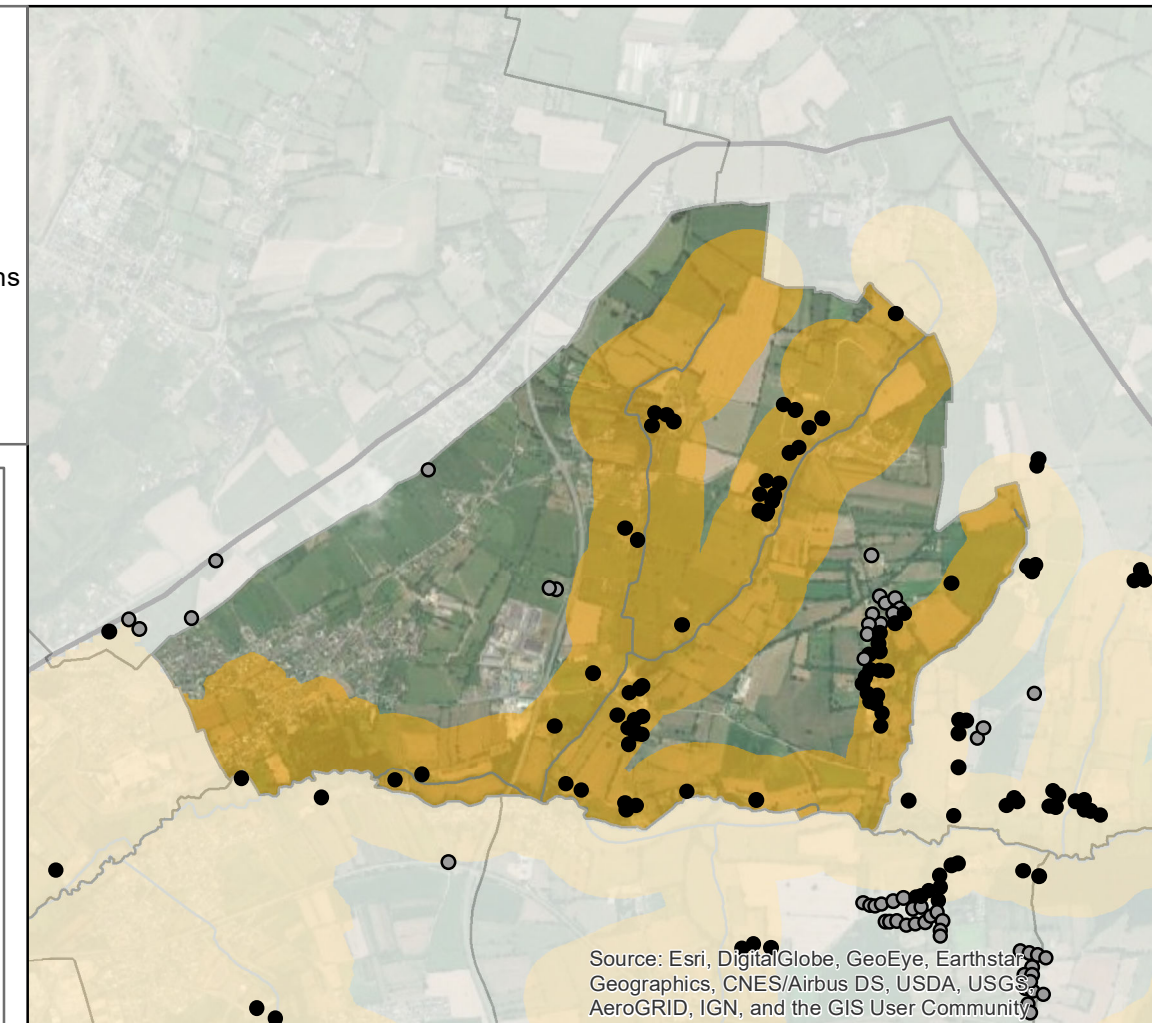 ns
Source: Esri, DigitalGlobe, GeoEye, Earthstar
Geographics, CNES/Airbus DS, USDA, USGS,
AeroGRID, IGN, and the GIS User Community